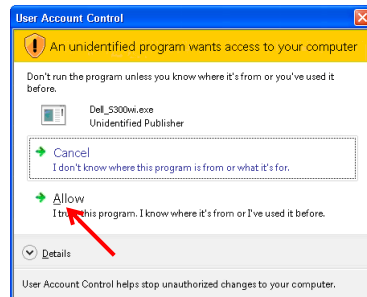 User Account Control
An unidentified program wants access to your computer
Don't run the program unless you know where it's from or you've used it
before.
Dell_S300wi.exe
Unidentified Publisher
Cancel
I don't know where this program is from or what it's for.
Allow
I trust this program. I know where it's from or I've used it before.
Details
User Account Control helps stop unauthorized changes to your computer.